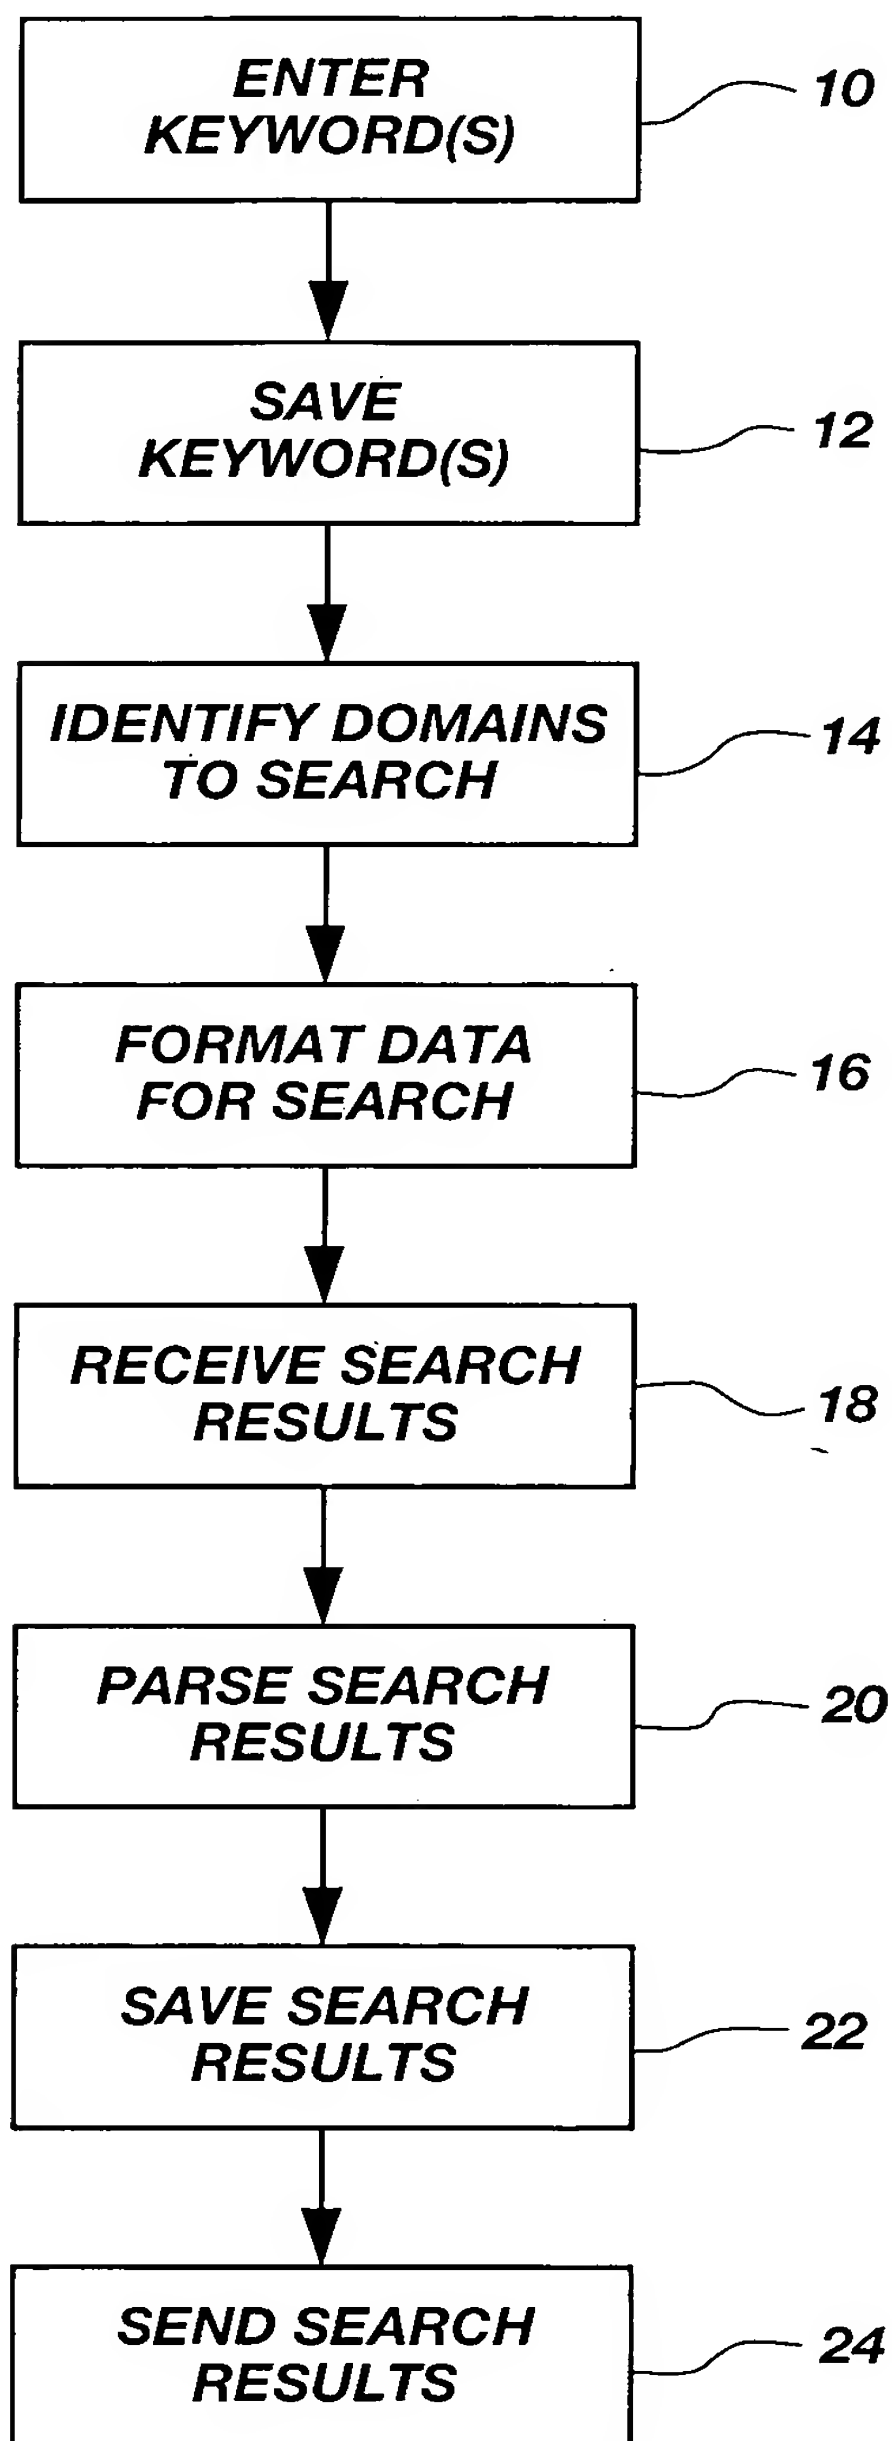 ENTER
KEYWORD(S)
10
SAVE
KEYWORD(S)
12
IDENTIFY DOMAINS
TO SEARCH
14
FORMAT DATA
FOR SEARCH
16
RECEIVE SEARCH
RESULTS
18
PARSE SEARCH
RESULTS
20
SAVE SEARCH
RESULTS
22
SEND SEARCH
RESULTS
24